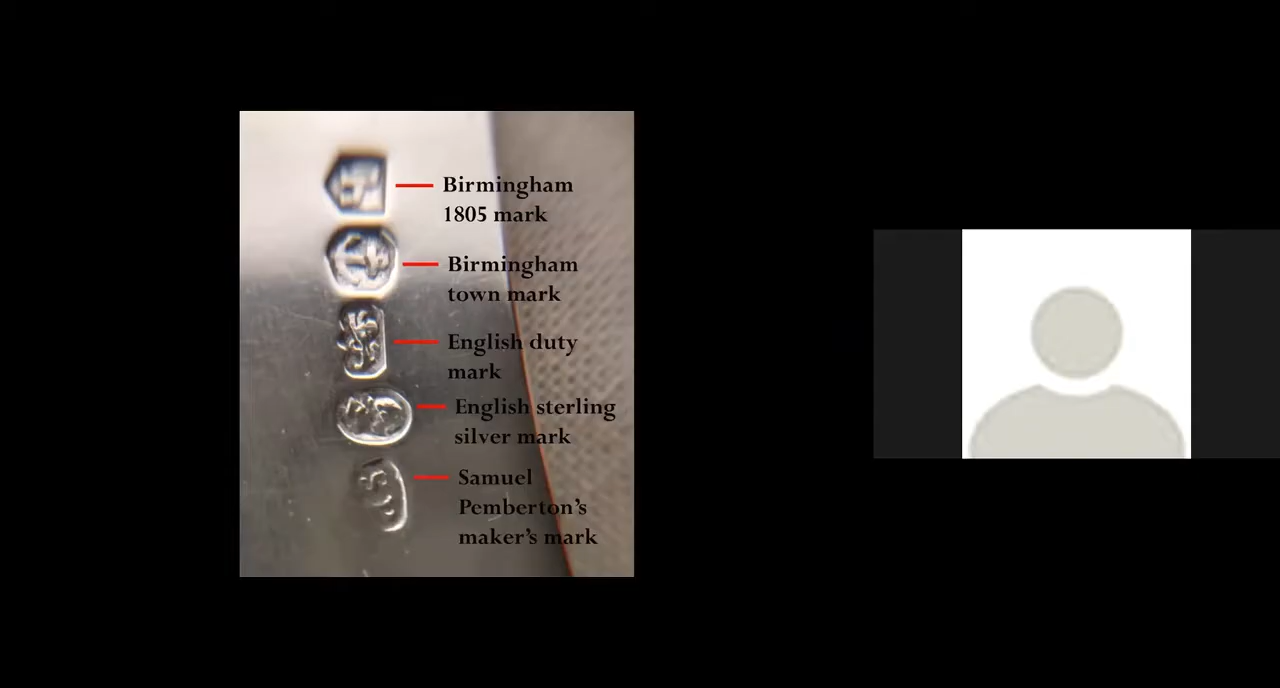 Birmingham
1805 mark
Birmingham
town mark
English duty
mark
English sterling
silver mark
Samuel
Pemberton’s
maker’s mark